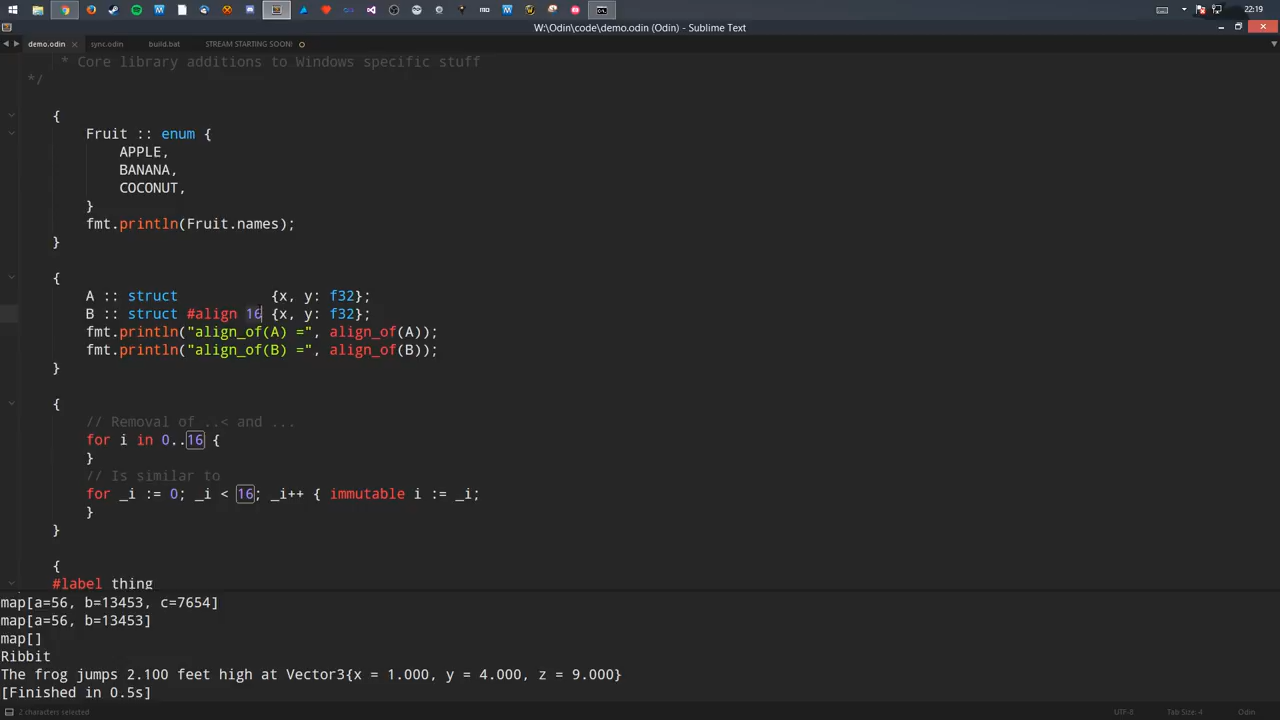 22:19
W:\Odin\code\demo.odin (Odin) - Sublime Text
demo.odin × sync.odin build.bat STREAM STARTING SOON!
* Core library additions to Windows specific stuff
*/
{
Fruit :: enum {
APPLE,
BANANA,
COCONUT,
}
fmt.println(Fruit.names);
}
{
A :: struct {x, y: f32};
B :: struct #align 16 {x, y: f32};
fmt.println("align_of(A) =", align_of(A));
fmt.println("align_of(B) =", align_of(B));
}
{
// Removal of ..< and ...
for i in 0..16 {
}
// Is similar to
for _i := 0; _i < 16; _i++ { immutable i := _i;
}
}
{
#label thing
map[a=56, b=13453, c=7654]
map[a=56, b=13453]
map[]
Ribbit
The frog jumps 2.100 feet high at Vector3{x = 1.000, y = 4.000, z = 9.000}
[Finished in 0.5s]
2 characters selected UTF-8 Tab Size: 4 Odin